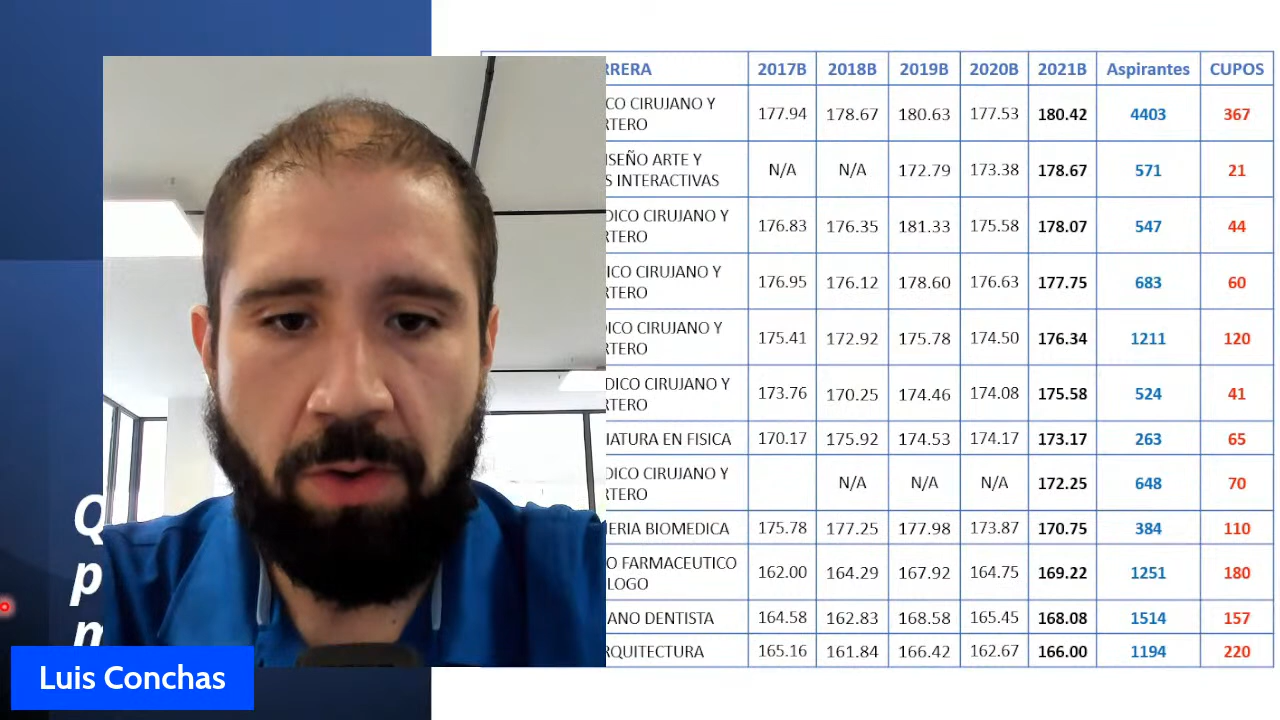 RRERA 2017B 2018B 2019B 2020B 2021B Aspirantes CUPOS
CO CIRUJANO Y
RTERO 177.94 178.67 180.63 177.53 180.42 4403 367
ISEÑO ARTE Y
S INTERACTIVAS N/A N/A 172.79 173.38 178.67 571 21
DICO CIRUJANO Y
RTERO 176.83 176.35 181.33 175.58 178.07 547 44
ICO CIRUJANO Y
RTERO 176.95 176.12 178.60 176.63 177.75 683 60
DICO CIRUJANO Y
RTERO 175.41 172.92 175.78 174.50 176.34 1211 120
DICO CIRUJANO Y
RTERO 173.76 170.25 174.46 174.08 175.58 524 41
IATURA EN FISICA 170.17 175.92 174.53 174.17 173.17 263 65
DICO CIRUJANO Y
RTERO N/A N/A N/A 172.25 648 70
IERIA BIOMEDICA 175.78 177.25 177.98 173.87 170.75 384 110
O FARMACEUTICO
LOGO 162.00 164.29 167.92 164.75 169.22 1251 180
ANO DENTISTA 164.58 162.83 168.58 165.45 168.08 1514 157
RQUITECTURA 165.16 161.84 166.42 162.67 166.00 1194 220
Q
p
m
Luis Conchas